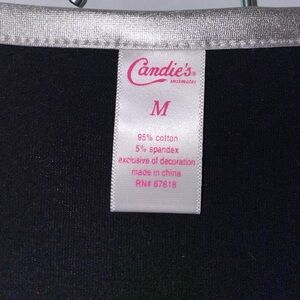 Candie's®
M
95% cotton
5% spandex
exclusive of decoration
made in china
RN# 67618